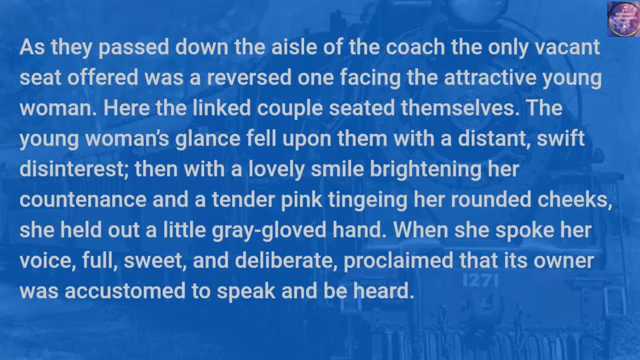 As they passed down the aisle of the coach the only vacant
seat offered was a reversed one facing the attractive young
woman. Here the linked couple seated themselves. The
young woman's glance fell upon them with a distant, swift
disinterest; then with a lovely smile brightening her
countenance and a tender pink tingeing her rounded cheeks,
she held out a little gray-gloved hand. When she spoke her
voice, full, sweet, and deliberate, proclaimed that its owner
was accustomed to speak and be heard.
1271